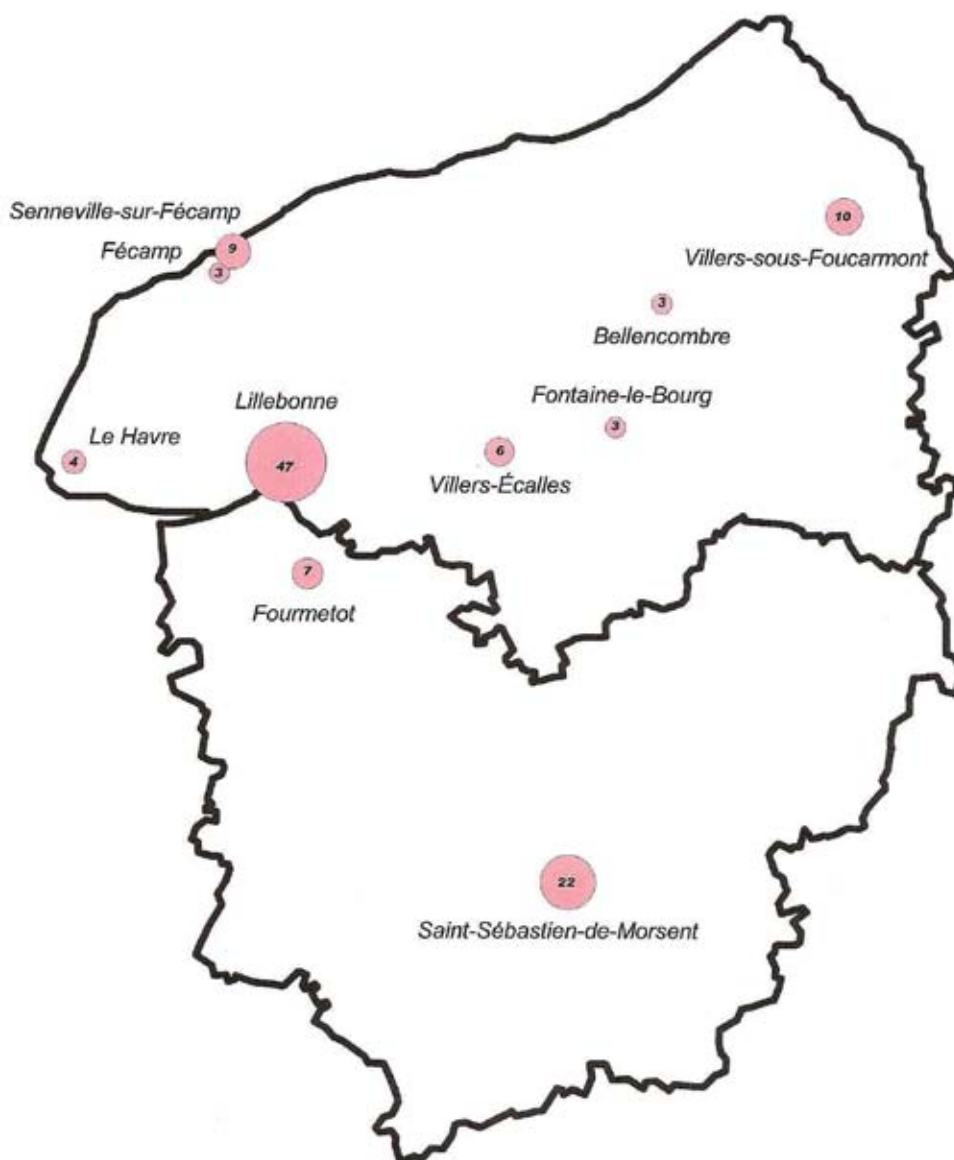 Senneville-sur-Fécamp
9
10
Fécamp
3
Villers-sous-Foucarmont
3
Bellencombre
Lillebonne
Fontaine-le-Bourg
3
Le Havre
4
47
6
Villers-Écalles
7
Fourmetot
22
Saint-Sébastien-de-Morsent